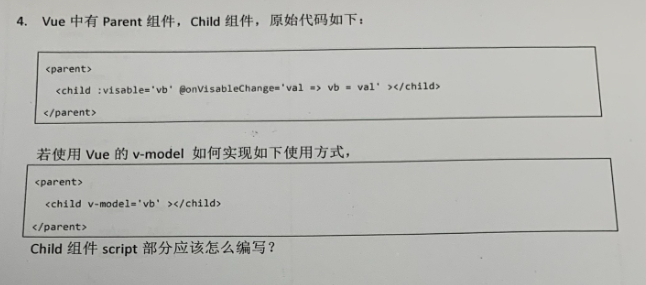 4. Vue 中有 Parent 组件，Child 组件，原始代码如下：
<parent>
<child :visable='vb' @onVisableChange='val => vb = val' ></child>
</parent>
若使用 Vue 的 v-model 如何实现如下使用方式，
<parent>
<child v-model='vb' ></child>
</parent>
Child 组件 script 部分应该怎么编写？